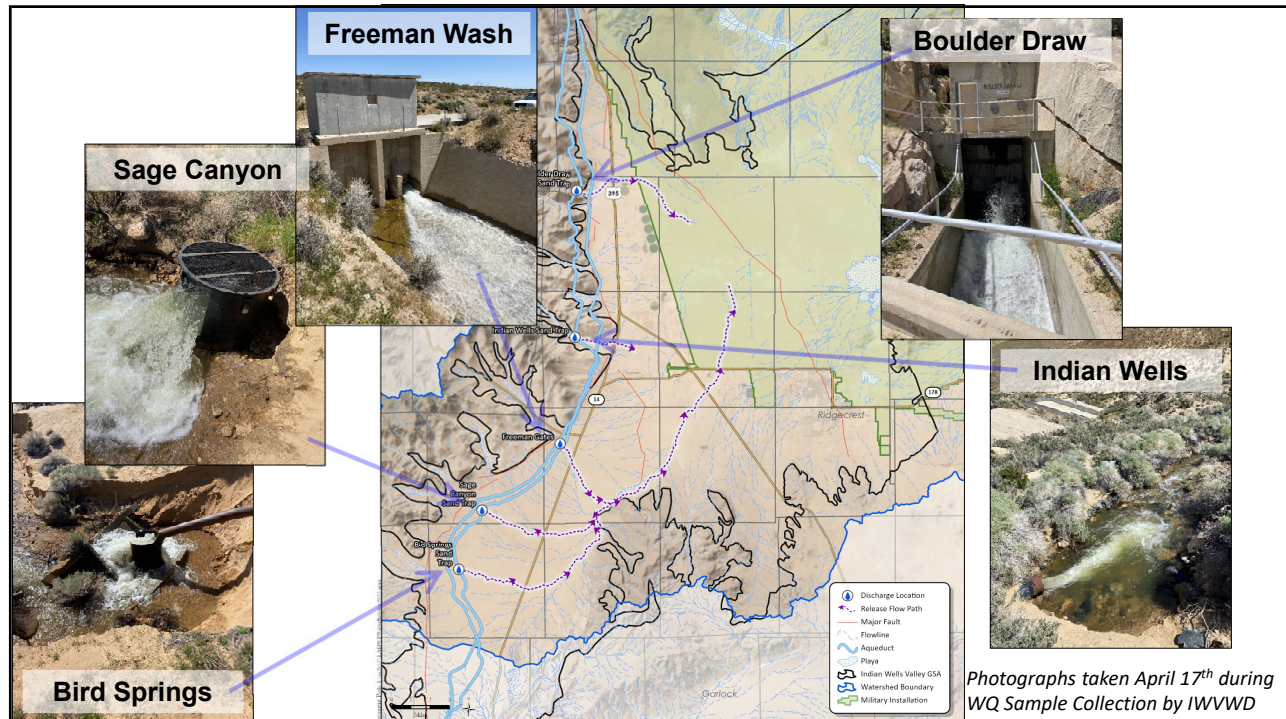 Freeman Wash
Boulder Draw
BOULDER DRAW
Sage Canyon
Sand Trap
395
Indian Wells Sand Trap
Indian Wells
14
178
Ridgecrest
Freeman Gates
Sage
Canyon
Sand Trap
Bid Springs
Sand
Trap
Bird Springs
Garlock
Discharge Location
Release Flow Path
Major Fault
Flowline
Aqueduct
Playa
Indian Wells Valley GSA
Watershed Boundary
Military Installation
Photographs taken April 17th during
WQ Sample Collection by IWVWD